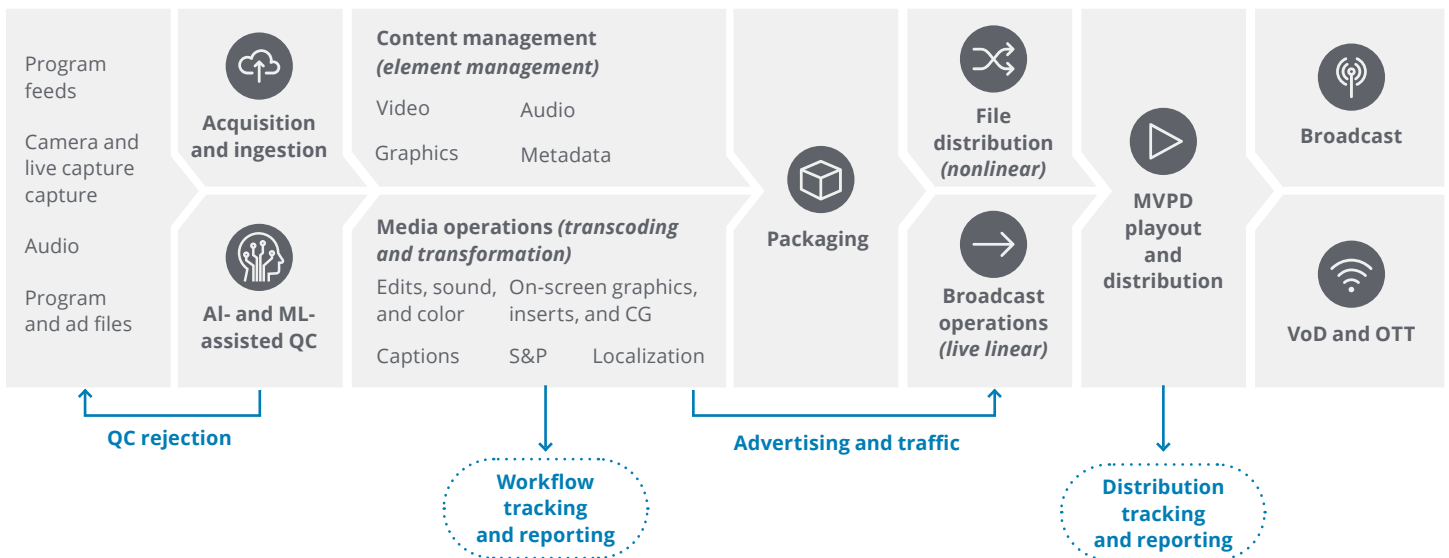 Program
feeds
Camera and
live capture
capture
Audio
Program
and ad files
Acquisition
and ingestion
AI- and ML-
assisted QC
Content management
(element management)
Video
Audio
Graphics
Metadata
Media operations (transcoding
and transformation)
Edits, sound,
and color
On-screen graphics,
inserts, and CG
Captions
S&P
Localization
Packaging
File
distribution
(nonlinear)
Broadcast
operations
(live linear)
MVPD
playout
and
distribution
Broadcast
VoD and OTT
QC rejection
Advertising and traffic
Workflow
tracking
and reporting
Distribution
tracking
and reporting